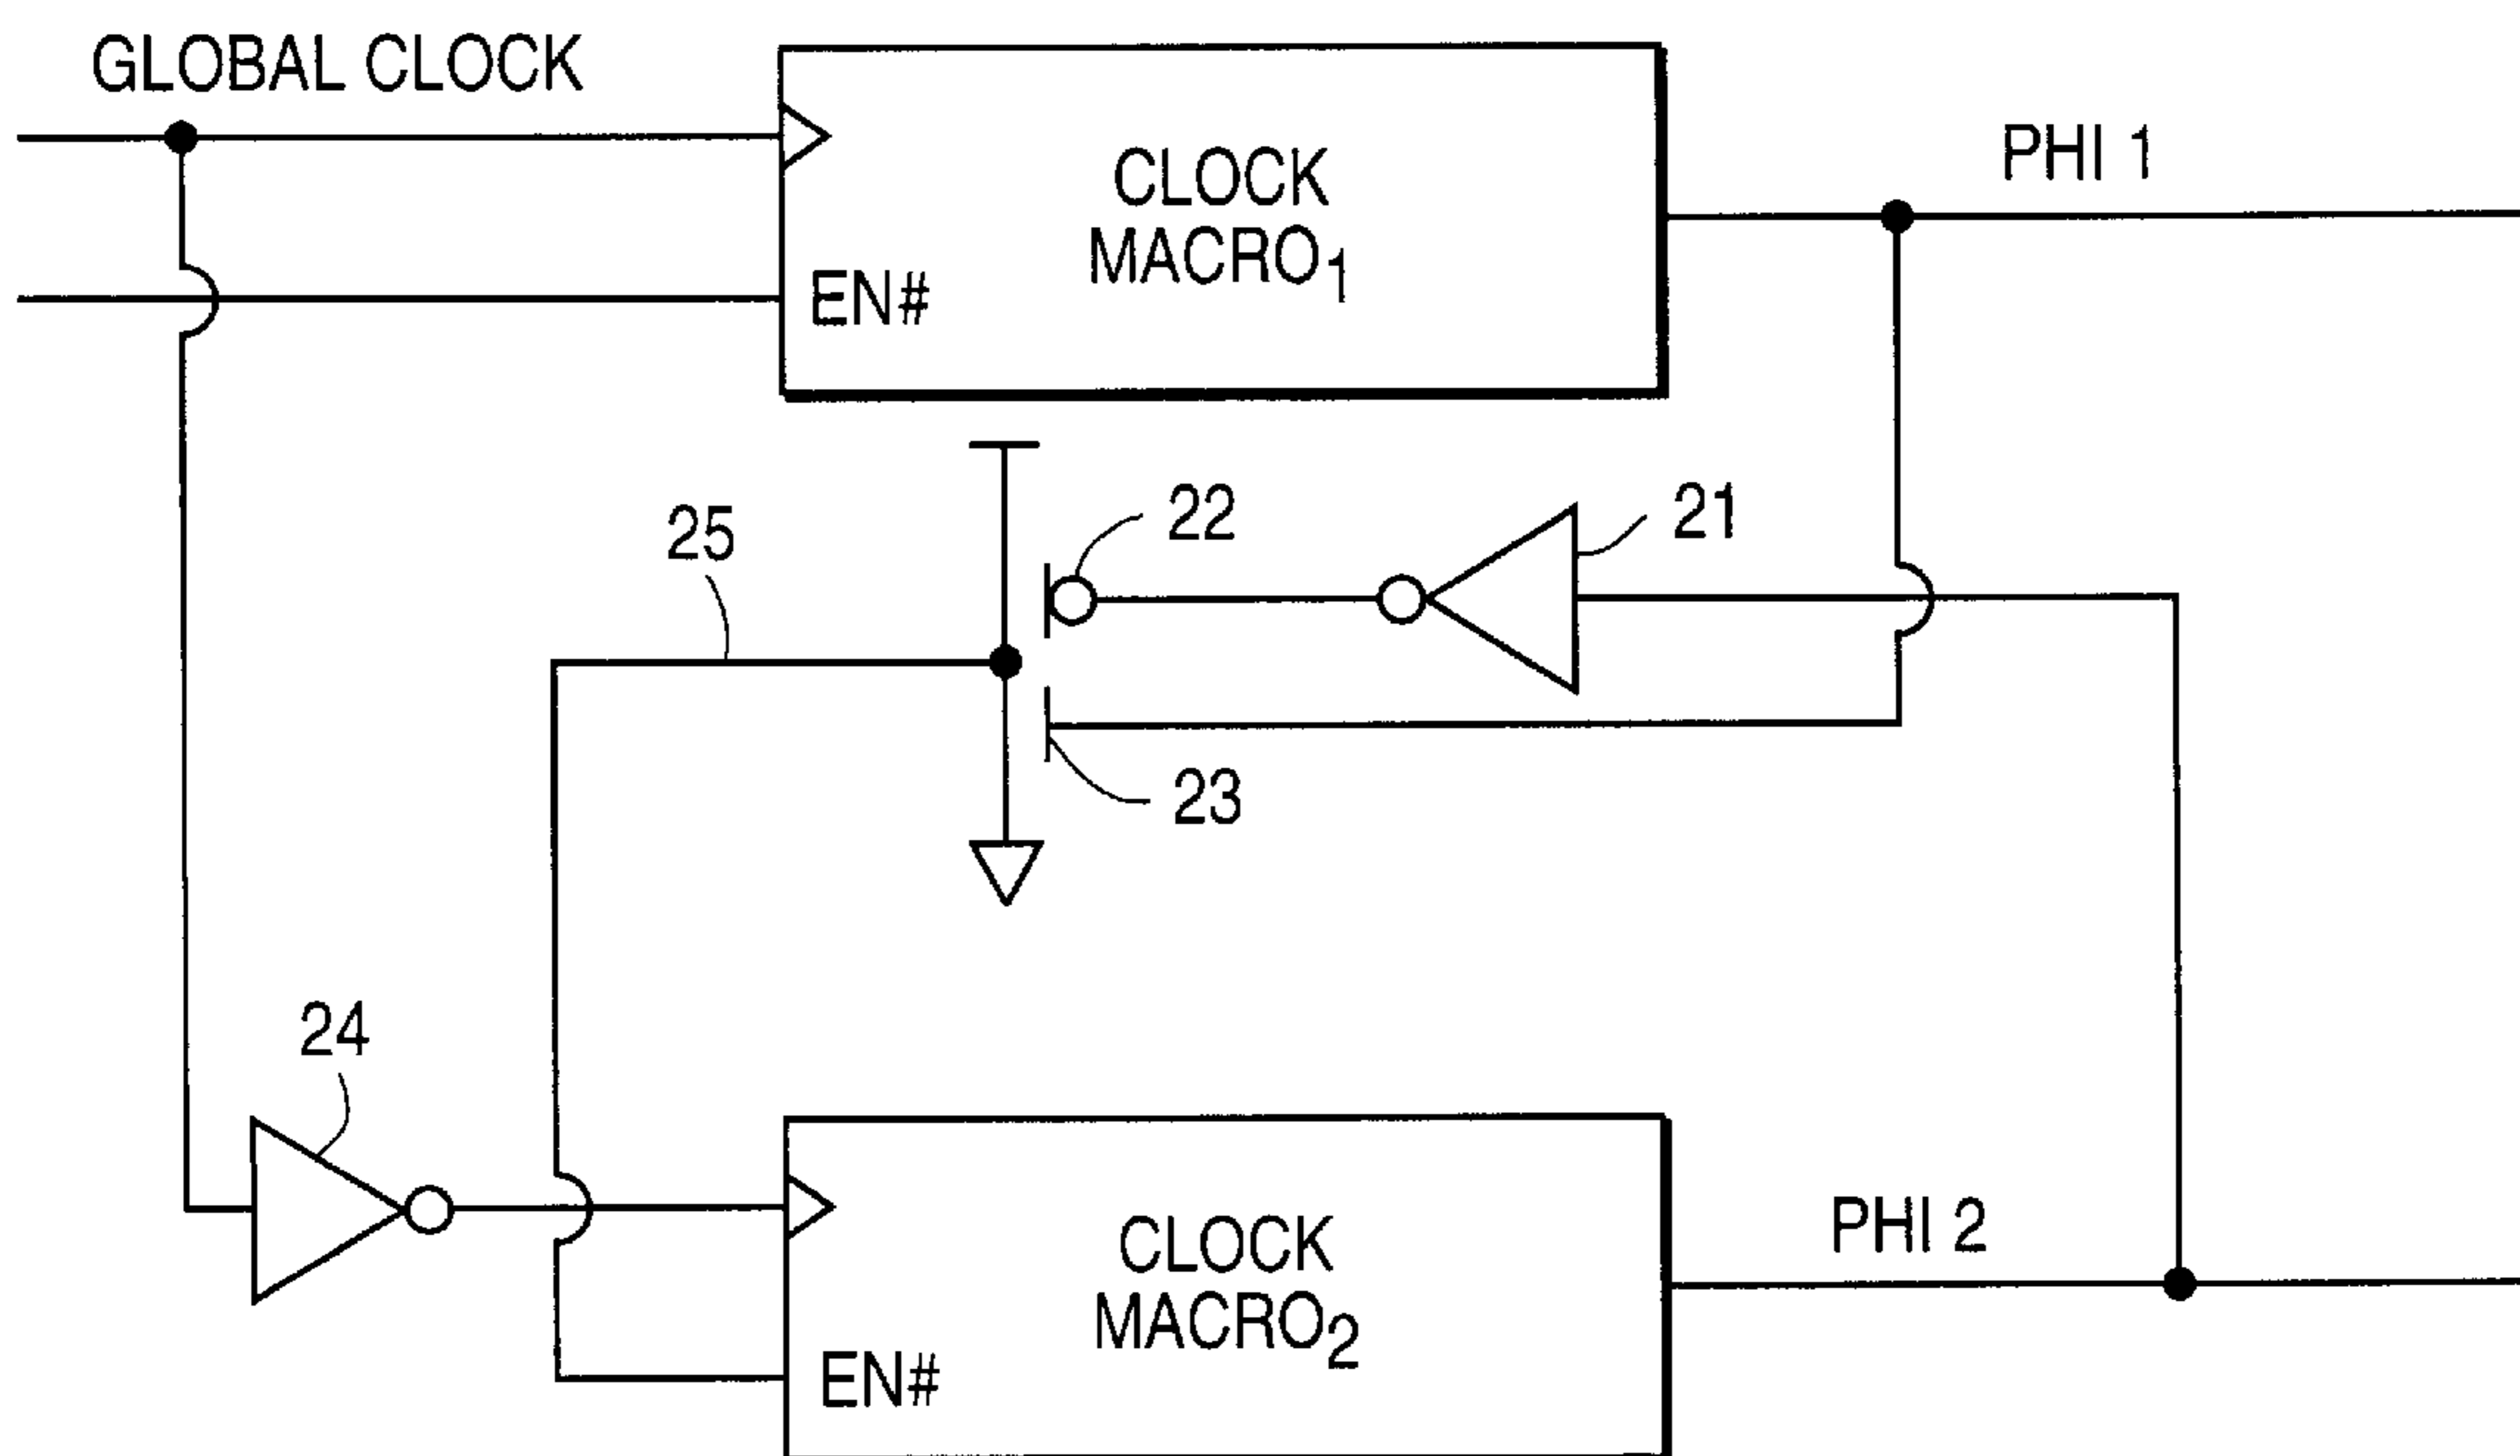 GLOBAL CLOCK
CLOCK
MACRO1
EN#
PHI 1
25
22
21
23
24
CLOCK
MACRO2
EN#
PHI 2